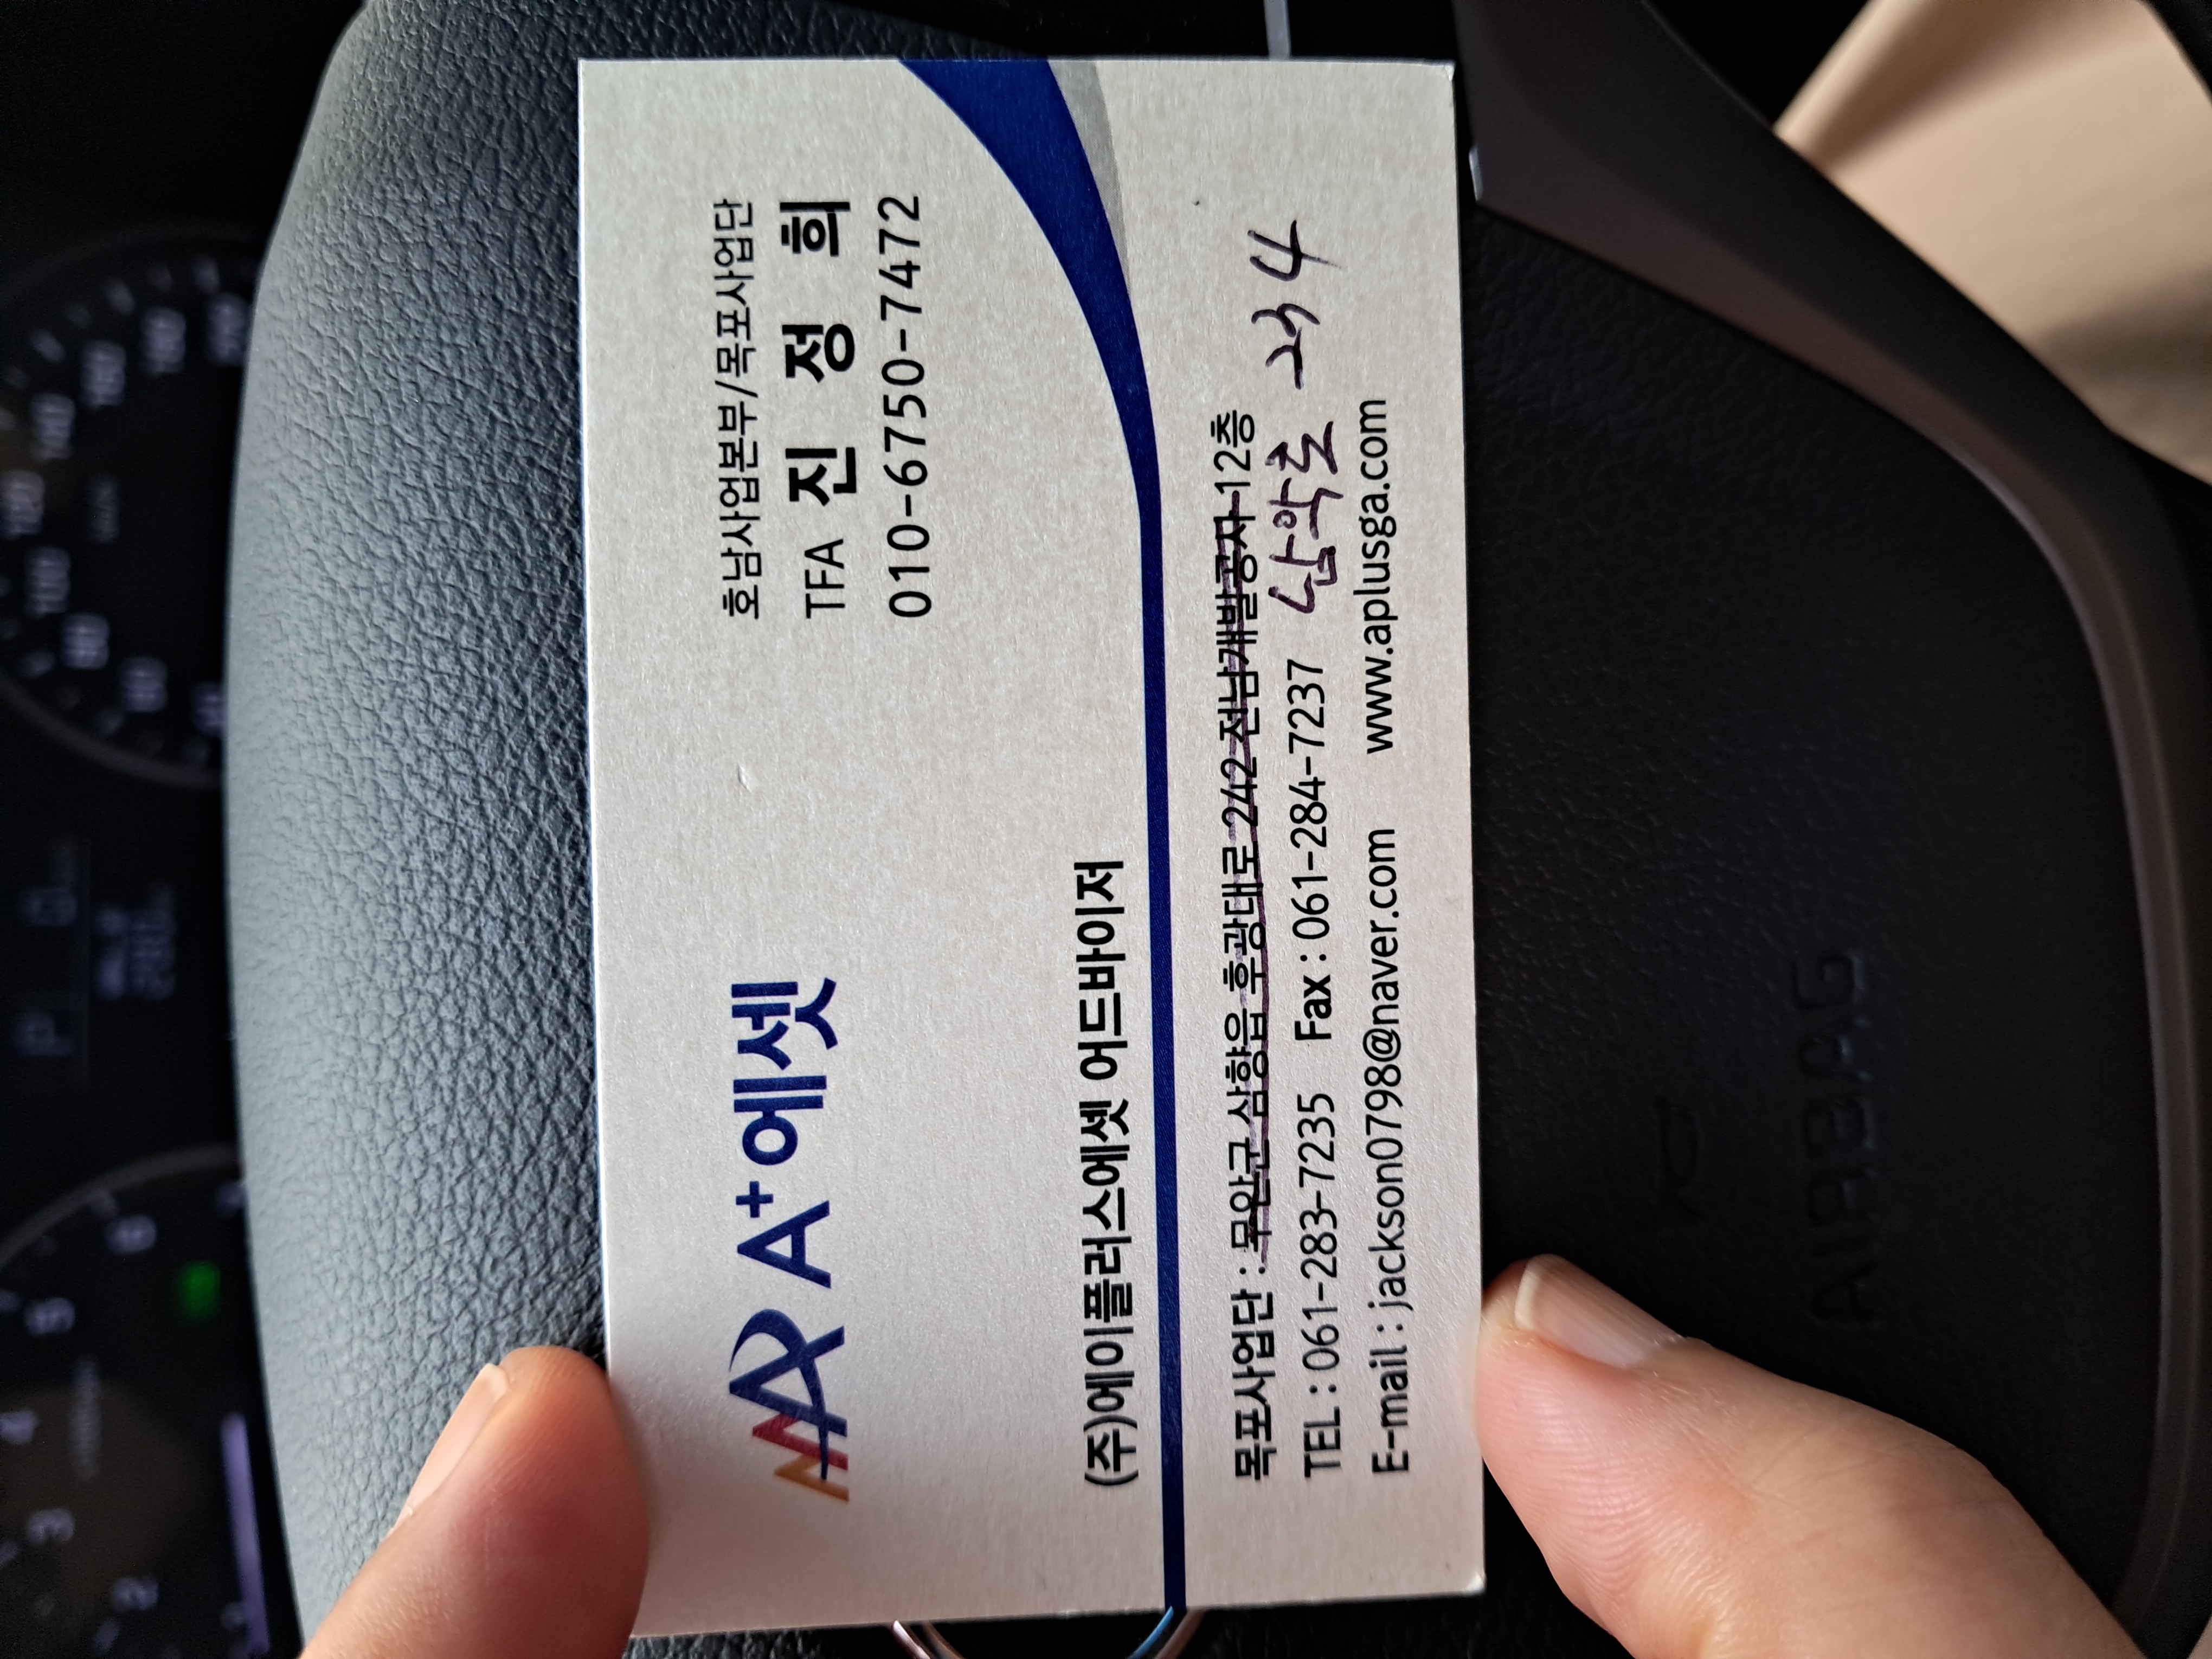 A+에셋
호남사업본부/목포사업단
TFA 진 정 희
010-6750-7472
(주)에이플러스에셋 어드바이저
목포사업단 : 무안군 삼향읍 후광대로 242 전남개발공사 12층
남악로 234
TEL : 061-283-7235 Fax : 061-284-7237
E-mail : jackson0798@naver.com www.aplusga.com
AIRBAG